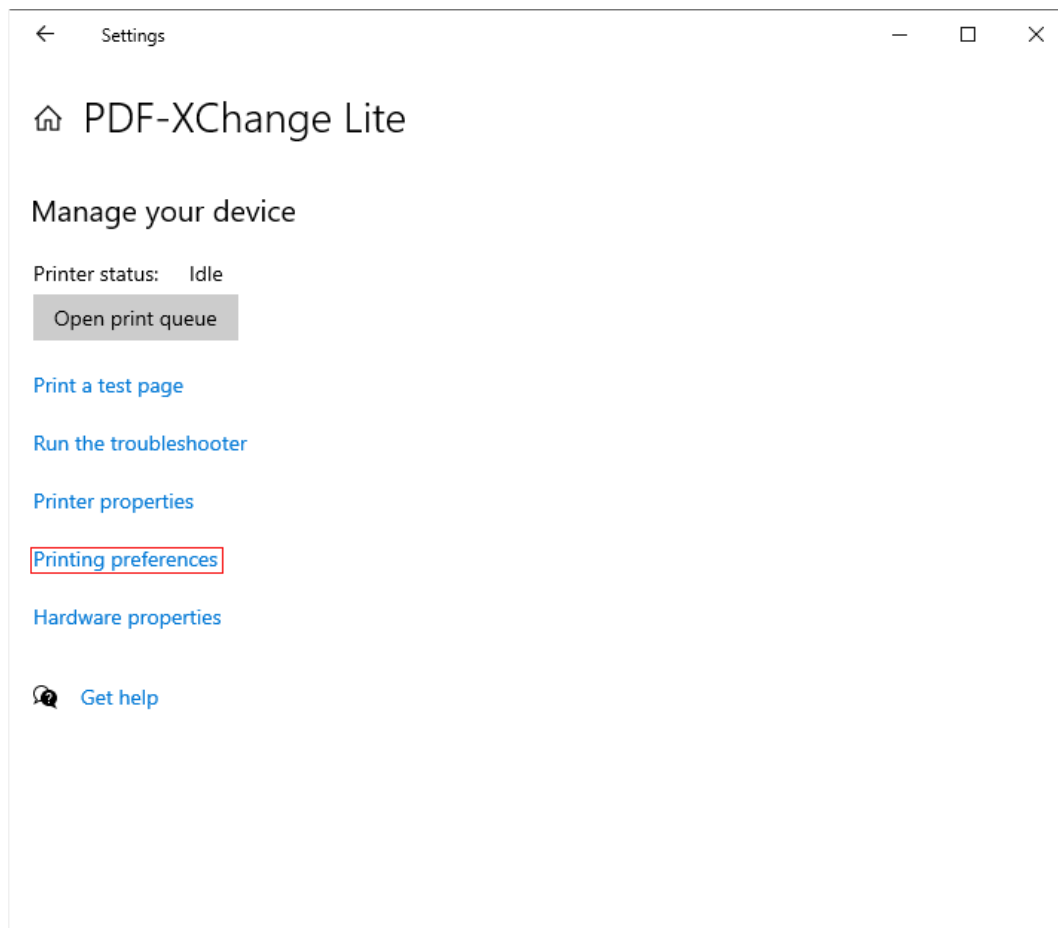 Settings
PDF-XChange Lite
Manage your device
Printer status: Idle
Open print queue
Print a test page
Run the troubleshooter
Printer properties
Printing preferences
Hardware properties
Get help